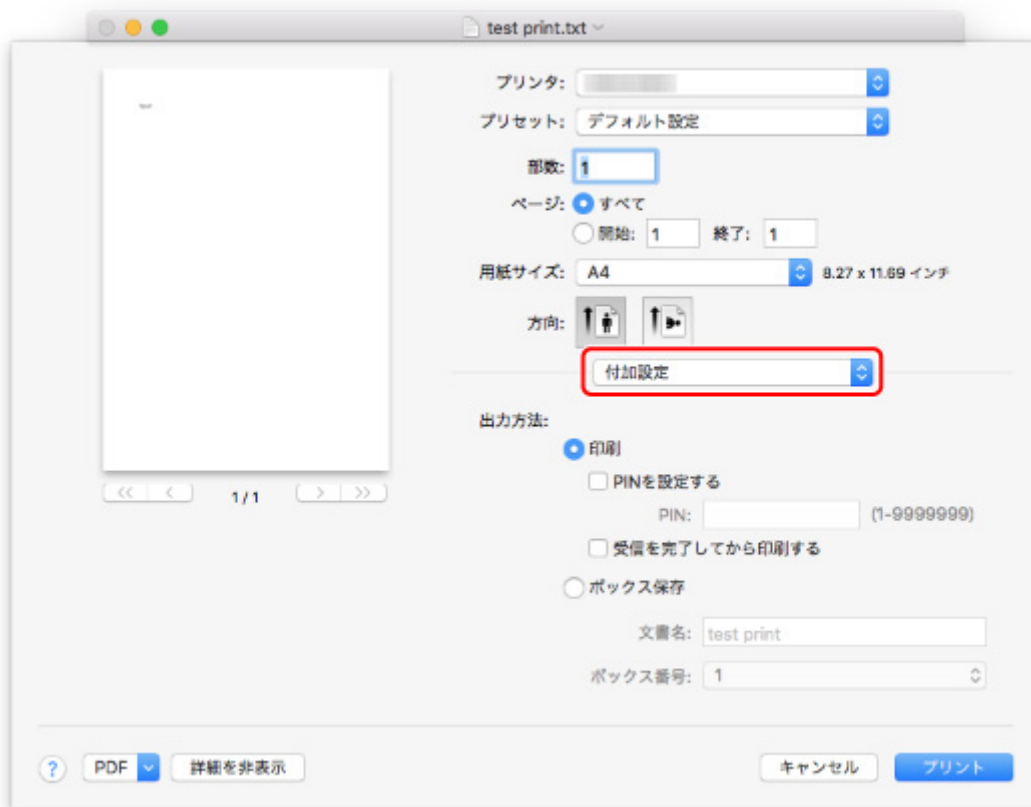 test print.txt
プリンタ:
プリセット: デフォルト設定
部数: 1
ページ: すべて
開始: 1 終了: 1
用紙サイズ: A4 8.27 x 11.69 インチ
方向:
付加設定
出力方法:
印刷
PINを設定する
PIN: (1-9999999)
受信を完了してから印刷する
ボックス保存
文書名: test print
ボックス番号: 1
<< < 1 / 1 > >>
? PDF 詳細を非表示 キャンセル プリント